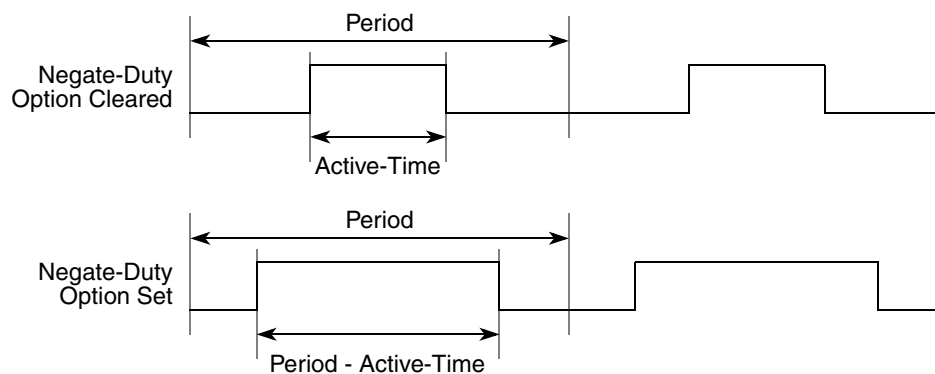 Period
Negate-Duty
Option Cleared
Active-Time
Period
Negate-Duty
Option Set
Period - Active-Time